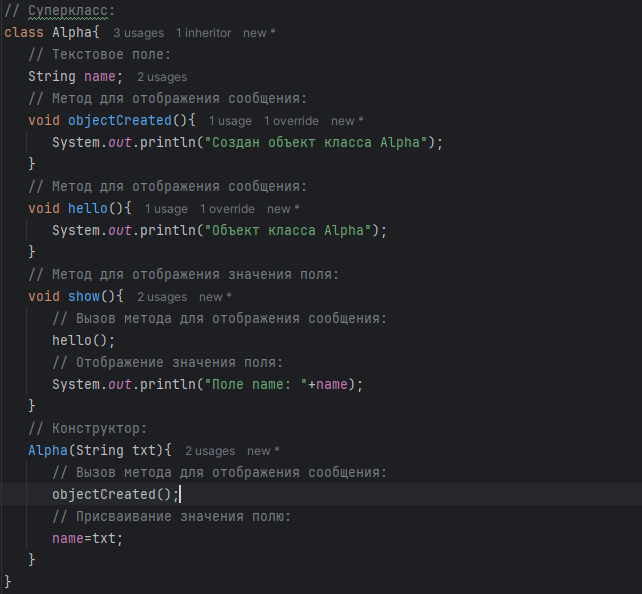 // Суперкласс:
class Alpha{ 3 usages 1 inheritor new *
// Текстовое поле:
String name; 2 usages
// Метод для отображения сообщения:
void objectCreated(){ 1 usage 1 override new *
System.out.println("Создан объект класса Alpha");
}
// Метод для отображения сообщения:
void hello(){ 1 usage 1 override new *
System.out.println("Объект класса Alpha");
}
// Метод для отображения значения поля:
void show(){ 2 usages new *
// Вызов метода для отображения сообщения:
hello();
// Отображение значения поля:
System.out.println("Поле name: "+name);
}
// Конструктор:
Alpha(String txt){ 2 usages new *
// Вызов метода для отображения сообщения:
objectCreated();
// Присваивание значения полю:
name=txt;
}
}